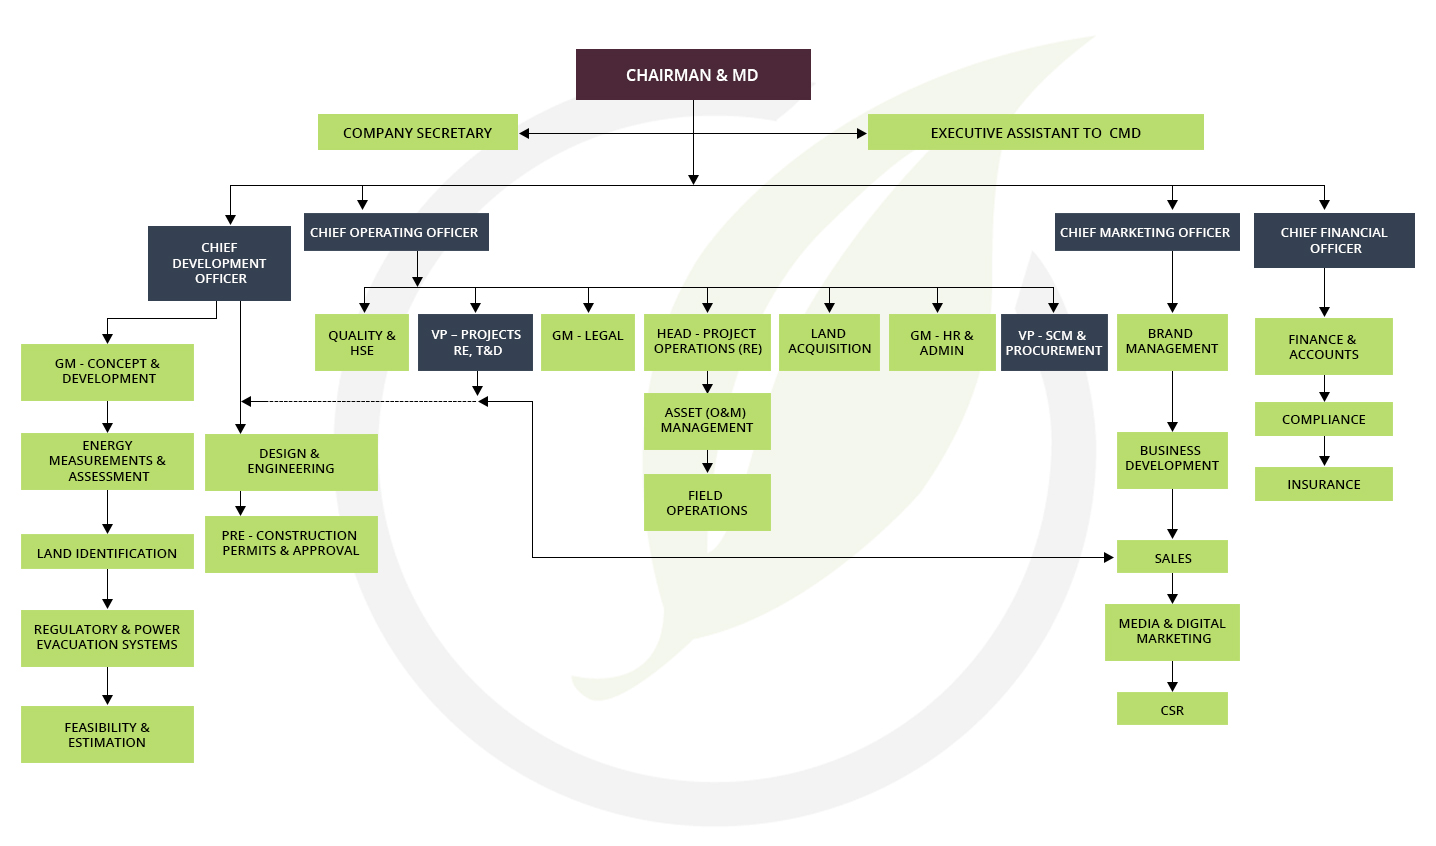 CHAIRMAN & MD
COMPANY SECRETARY
EXECUTIVE ASSISTANT TO CMD
CHIEF
DEVELOPMENT
OFFICER
CHIEF OPERATING OFFICER
CHIEF MARKETING OFFICER
CHIEF FINANCIAL
OFFICER
QUALITY &
HSE
VP – PROJECTS
RE, T&D
GM - LEGAL
HEAD - PROJECT
OPERATIONS (RE)
LAND
ACQUISITION
GM - HR &
ADMIN
VP - SCM &
PROCUREMENT
BRAND
MANAGEMENT
FINANCE &
ACCOUNTS
GM - CONCEPT &
DEVELOPMENT
ASSET (O&M)
MANAGEMENT
COMPLIANCE
ENERGY
MEASUREMENTS &
ASSESSMENT
DESIGN &
ENGINEERING
BUSINESS
DEVELOPMENT
INSURANCE
FIELD
OPERATIONS
LAND IDENTIFICATION
PRE - CONSTRUCTION
PERMITS & APPROVAL
SALES
REGULATORY & POWER
EVACUATION SYSTEMS
MEDIA & DIGITAL
MARKETING
FEASIBILITY &
ESTIMATION
CSR